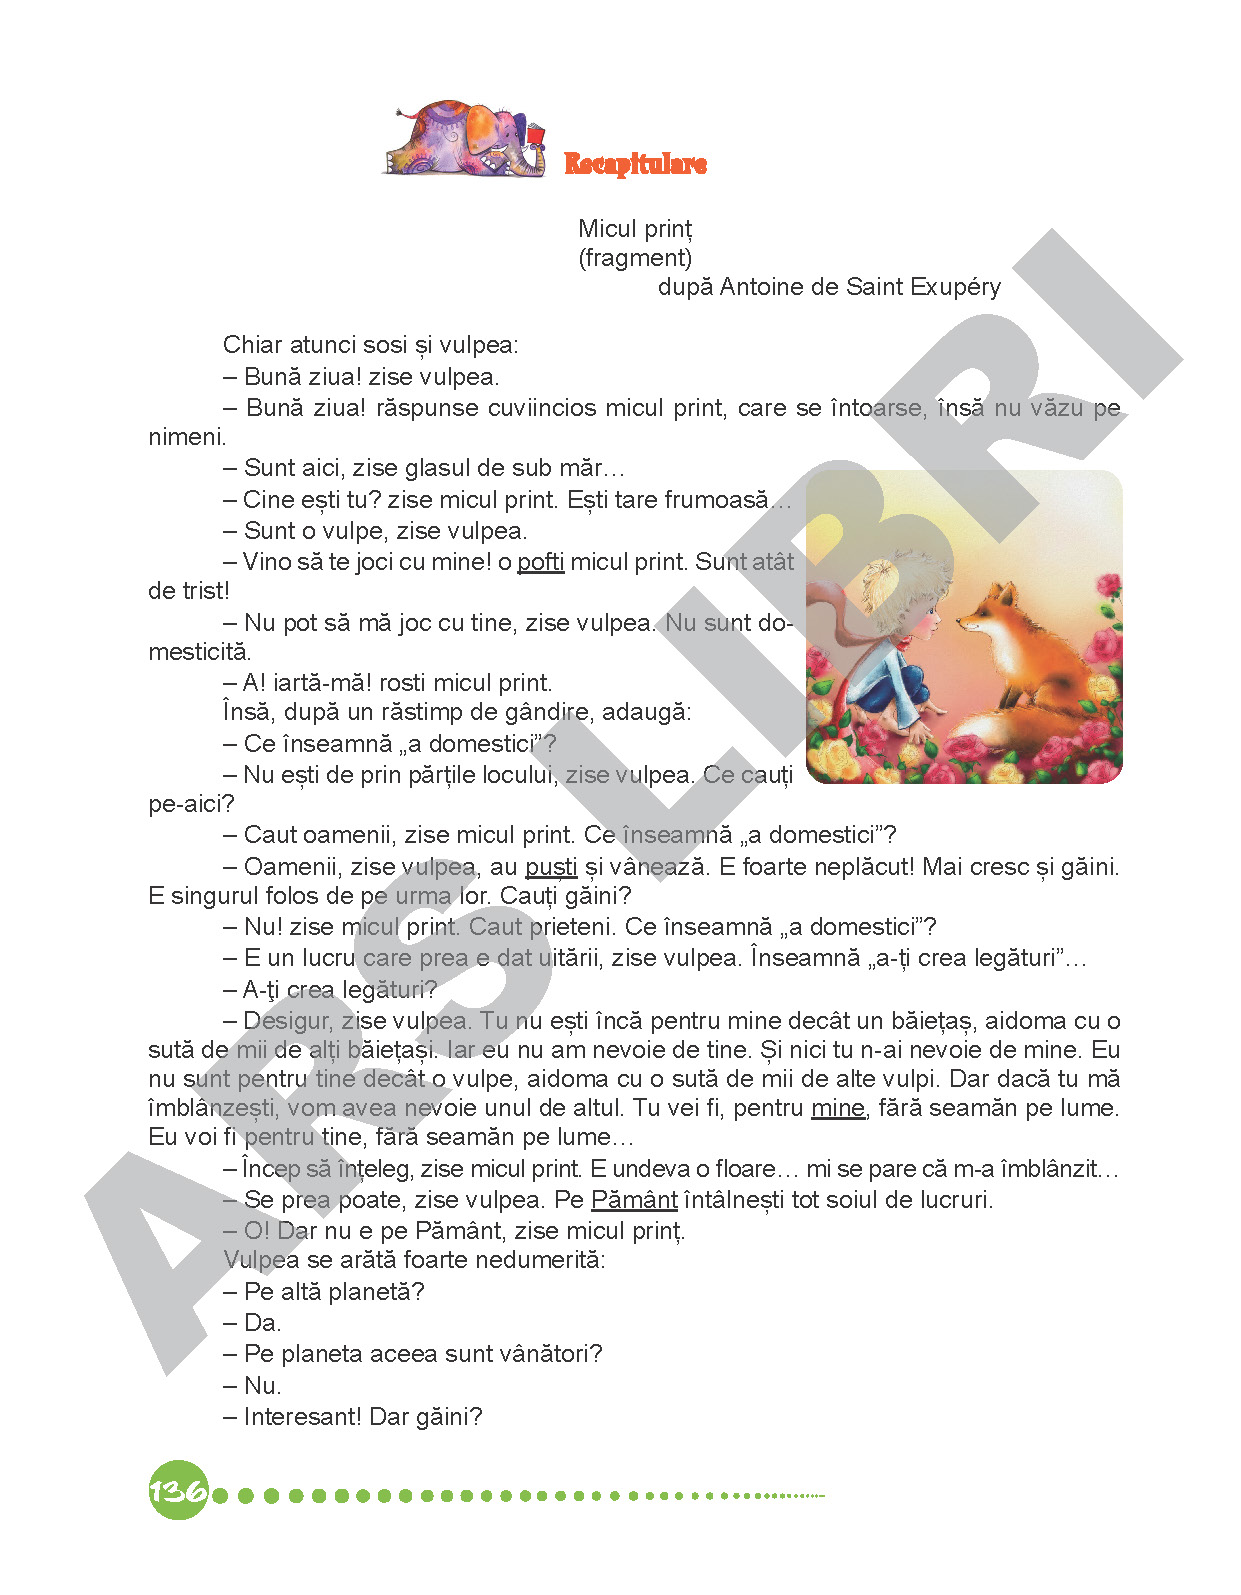 Recapitulare
Micul prinț
(fragment)
după Antoine de Saint Exupéry
Chiar atunci sosi și vulpea:
– Bună ziua! zise vulpea.
– Bună ziua! răspunse cuviincios micul print, care se întoarse, însă nu văzu pe
nimeni.
– Sunt aici, zise glasul de sub măr…
– Cine ești tu? zise micul print. Ești tare frumoasă…
– Sunt o vulpe, zise vulpea.
– Vino să te joci cu mine! o pofti micul print. Sunt atât
de trist!
– Nu pot să mă joc cu tine, zise vulpea. Nu sunt do-
mesticită.
– A! iartă-mă! rosti micul print.
Însă, după un răstimp de gândire, adaugă:
– Ce înseamnă „a domestici”?
– Nu ești de prin părțile locului, zise vulpea. Ce cauți
pe-aici?
– Caut oamenii, zise micul print. Ce înseamnă „a domestici”?
– Oamenii, zise vulpea, au puști și vânează. E foarte neplăcut! Mai cresc și găini.
E singurul folos de pe urma lor. Cauți găini?
– Nu! zise micul print. Caut prieteni. Ce înseamnă „a domestici”?
– E un lucru care prea e dat uitării, zise vulpea. Înseamnă „a-ți crea legături”…
– A-ţi crea legături?
– Desigur, zise vulpea. Tu nu ești încă pentru mine decât un băiețaș, aidoma cu o
sută de mii de alți băiețași. Iar eu nu am nevoie de tine. Și nici tu n-ai nevoie de mine. Eu
nu sunt pentru tine decât o vulpe, aidoma cu o sută de mii de alte vulpi. Dar dacă tu mă
îmblânzești, vom avea nevoie unul de altul. Tu vei fi, pentru mine, fără seamăn pe lume.
Eu voi fi pentru tine, fără seamăn pe lume…
– Încep să înțeleg, zise micul print. E undeva o floare… mi se pare că m-a îmblânzit…
– Se prea poate, zise vulpea. Pe Pământ întâlnești tot soiul de lucruri.
– O! Dar nu e pe Pământ, zise micul prinț.
Vulpea se arătă foarte nedumerită:
– Pe altă planetă?
– Da.
– Pe planeta aceea sunt vânători?
– Nu.
– Interesant! Dar găini?
136
ARS LIBRI